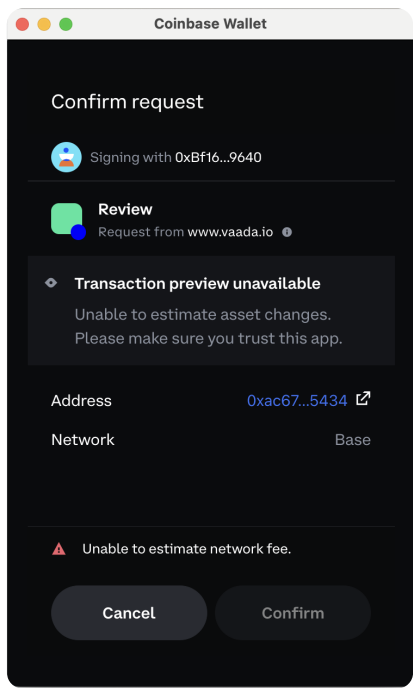 Coinbase Wallet
Confirm request
Signing with 0xBf16...9640
Review
Request from www.vaada.io
Transaction preview unavailable
Unable to estimate asset changes.
Please make sure you trust this app.
Address 0xac67...5434
Network Base
Unable to estimate network fee.
Cancel Confirm